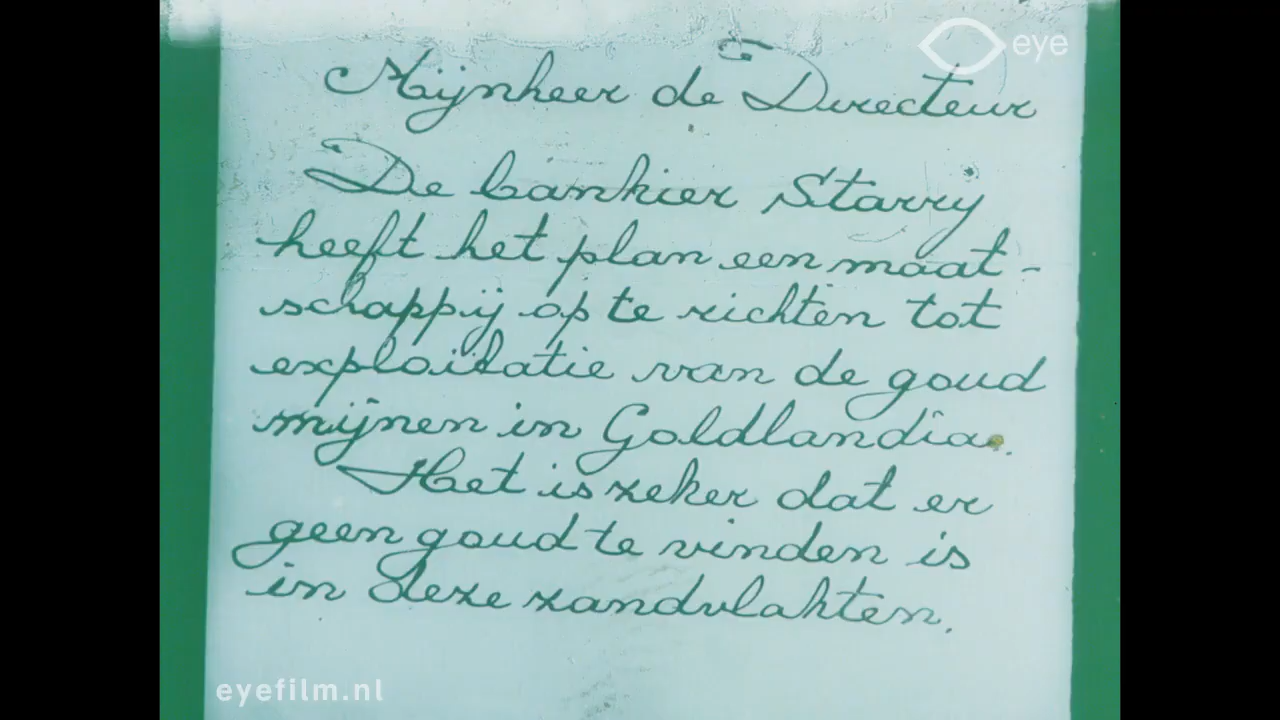 eye
Mijnheer de Directeur
De bankier Starry
heeft het plan een maat-
schappij op te richten tot
exploitatie van de goud
mijnen in Goldlandia.
Het is zeker dat er
geen goud te vinden is
in deze zandvlakten.
eyefilm.nl